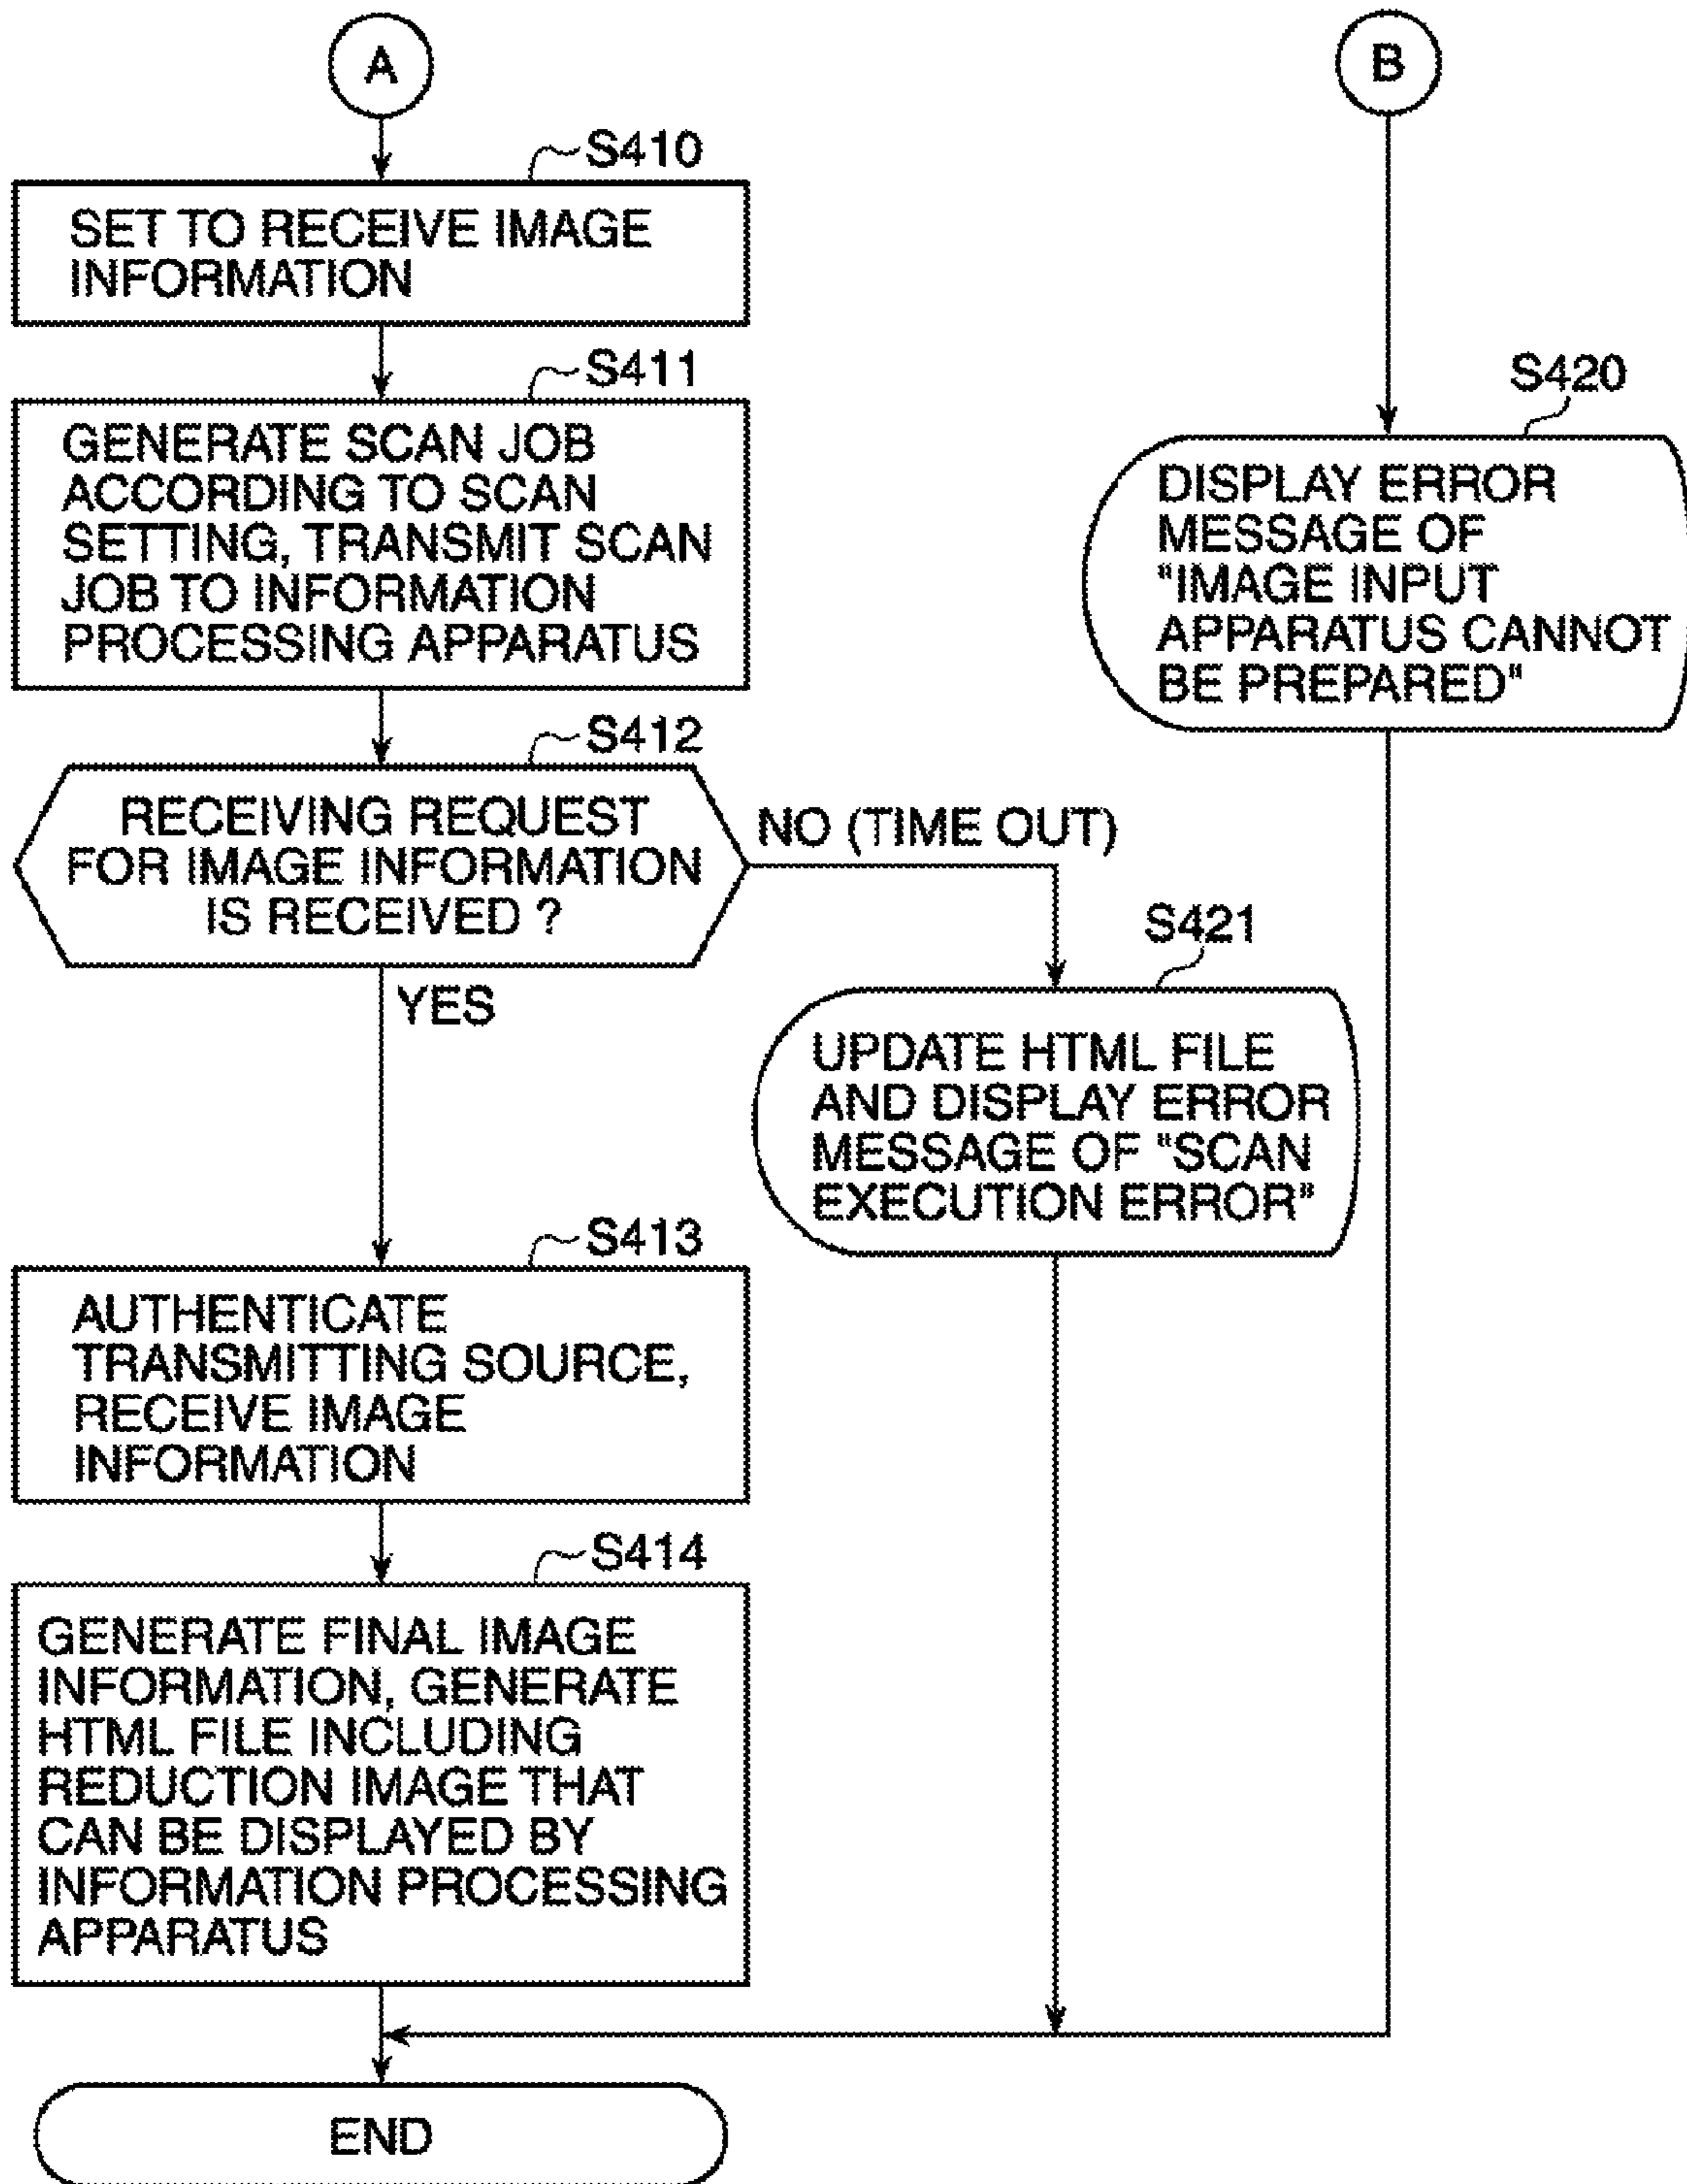 A
S410
SET TO RECEIVE IMAGE
INFORMATION
S411
GENERATE SCAN JOB
ACCORDING TO SCAN
SETTING, TRANSMIT SCAN
JOB TO INFORMATION
PROCESSING APPARATUS
S412
RECEIVING REQUEST
FOR IMAGE INFORMATION
IS RECEIVED ?
NO (TIME OUT)
YES
S413
AUTHENTICATE
TRANSMITTING SOURCE,
RECEIVE IMAGE
INFORMATION
S414
GENERATE FINAL IMAGE
INFORMATION, GENERATE
HTML FILE INCLUDING
REDUCTION IMAGE THAT
CAN BE DISPLAYED BY
INFORMATION PROCESSING
APPARATUS
END
S421
UPDATE HTML FILE
AND DISPLAY ERROR
MESSAGE OF "SCAN
EXECUTION ERROR"
B
S420
DISPLAY ERROR
MESSAGE OF
"IMAGE INPUT
APPARATUS CANNOT
BE PREPARED"